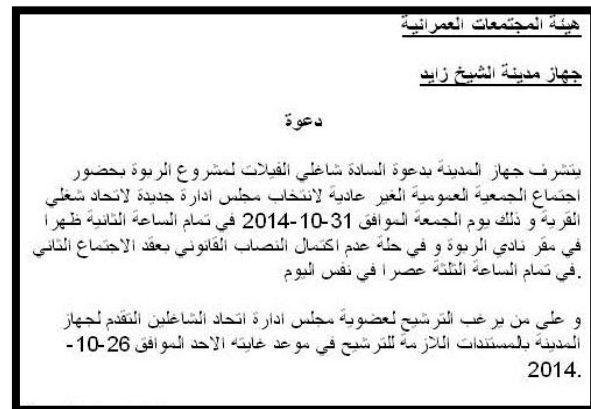 هيئة المجتمعات العمرانية
جهاز مدينة الشيخ زايد
دعوة
يتشرف جهاز المدينة بدعوة السادة شاغلي الفيلات لمشروع الربوة بحضور
اجتماع الجمعية العمومية الغير عادية لانتخاب مجلس ادارة جديدة لاتحاد شغلي
القرية و ذلك يوم الجمعة الموافق 31-10-2014 في تمام الساعة الثانية ظهرا
في مقر نادي الربوة و في حلة عدم اكتمال النصاب القانوني يعقد الاجتماع الثاني
.في تمام الساعة الثلثة عصرا في نفس اليوم
و على من يرغب الترشيح لعضوية مجلس ادارة اتحاد الشاغلين التقدم لجهاز
المدينة بالمستندات اللازمة للترشيح في موعد غايته الاحد الموافق 26-10-
.2014